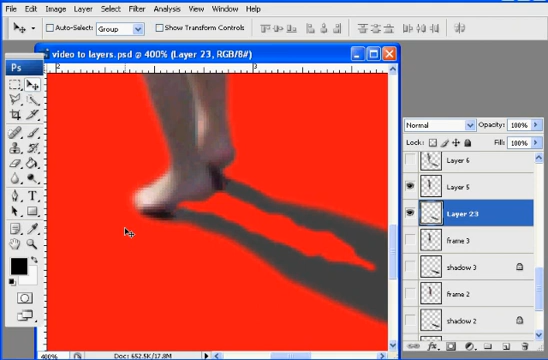 File Edit Image Layer Select Filter Analysis View Window Help
Auto-Select: Group Show Transform Controls
video to layers.psd @ 400% (Layer 23, RGB/8#)
Ps
2 3
Normal Opacity: 100%
Lock: Fill: 100%
Layer 6
Layer 5
Layer 23
frame 3
shadow 3
frame 2
shadow 2
400% Doc: 652.5K/17.8M